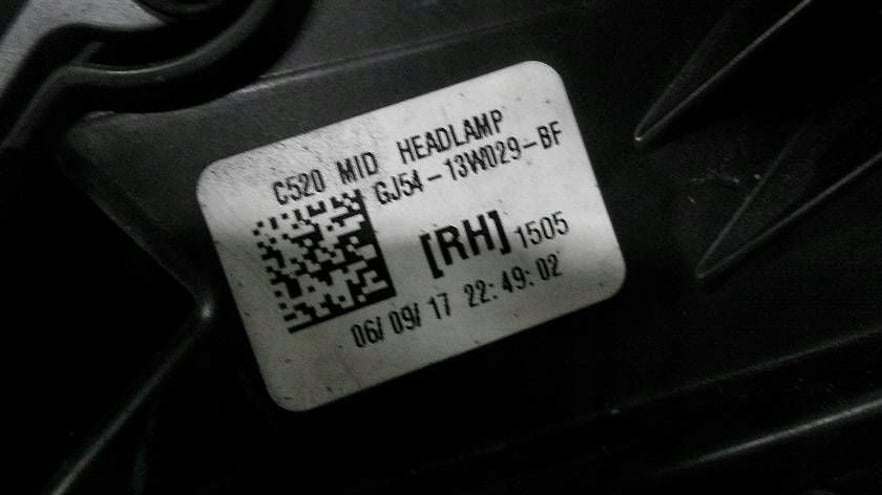 C520 MID HEADLAMP
GJ54-13W029-BF
[RH] 1505
06/09/17 22:49:02